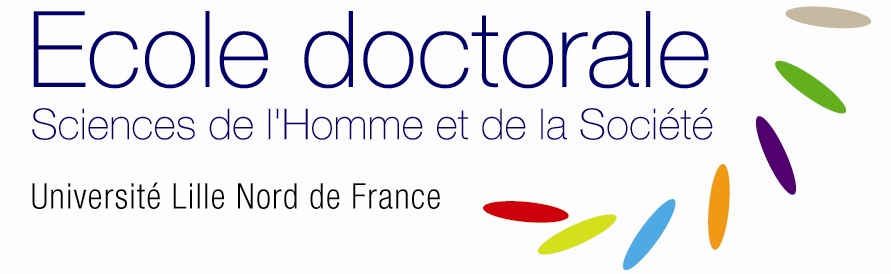 Ecole doctorale
Sciences de l'Homme et de la Société
Université Lille Nord de France